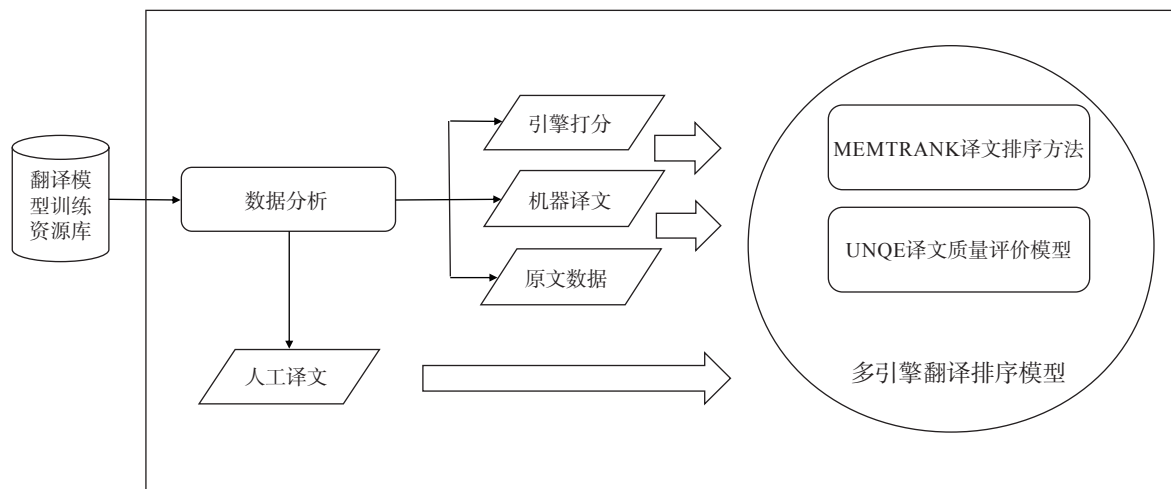 翻译模
型训练
资源库
数据分析
引擎打分
机器译文
原文数据
人工译文
MEMTRANK译文排序方法
UNQE译文质量评价模型
多引擎翻译排序模型